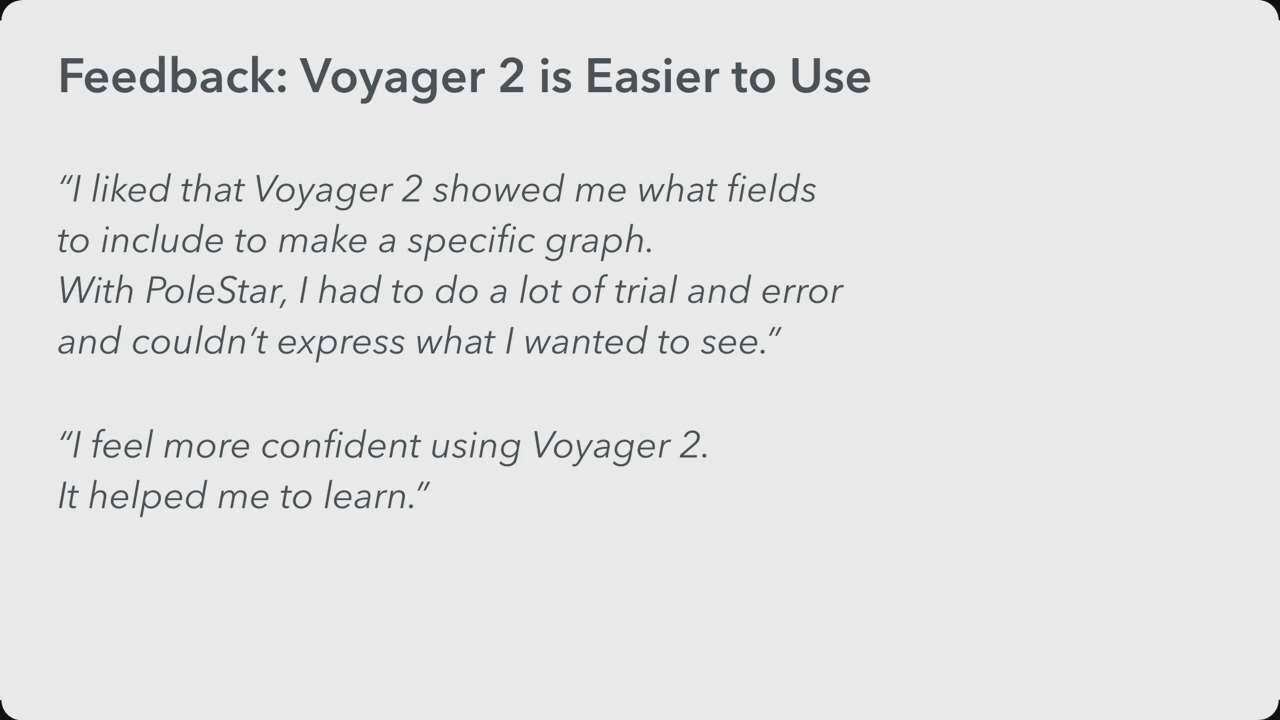 Feedback: Voyager 2 is Easier to Use
“I liked that Voyager 2 showed me what fields
to include to make a specific graph.
With PoleStar, I had to do a lot of trial and error
and couldn’t express what I wanted to see.”
“I feel more confident using Voyager 2.
It helped me to learn.”